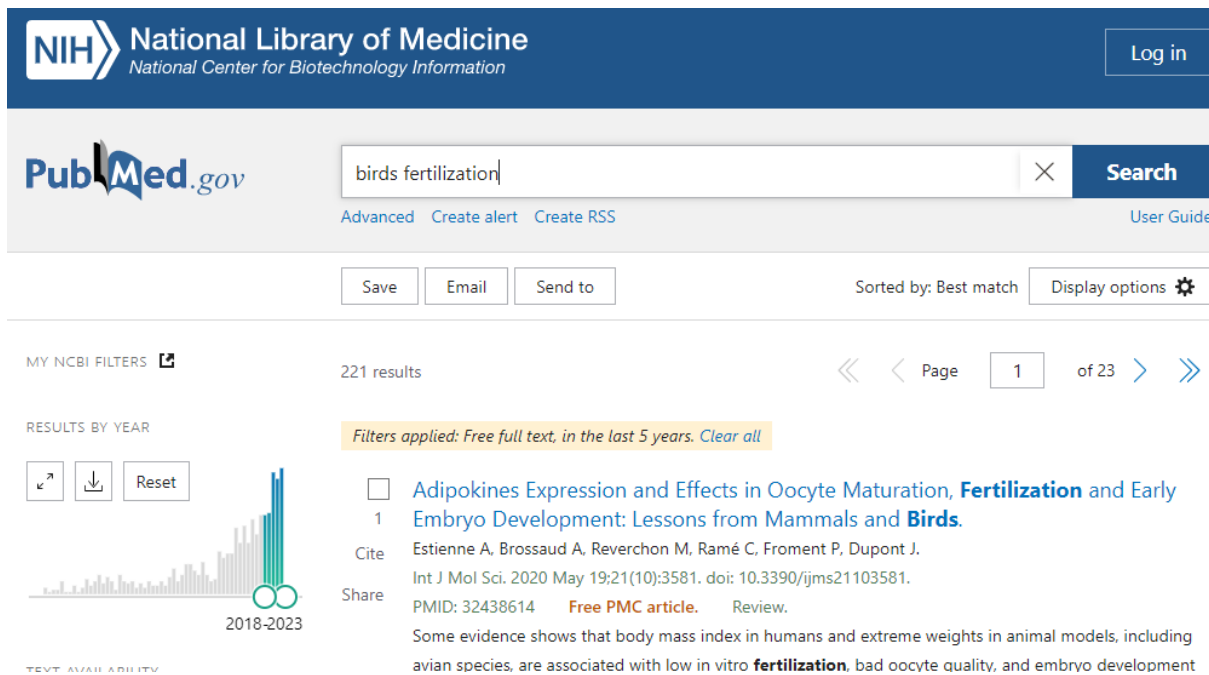 NIH National Library of Medicine
National Center for Biotechnology Information
Log in
PubMed.gov
birds fertilization
Search
Advanced Create alert Create RSS
User Guide
Save Email Send to
Sorted by: Best match Display options
MY NCBI FILTERS
221 results
Page 1 of 23
RESULTS BY YEAR
Filters applied: Free full text, in the last 5 years. Clear all
Reset
2018-2023
Adipokines Expression and Effects in Oocyte Maturation, Fertilization and Early
1 Embryo Development: Lessons from Mammals and Birds.
Cite Estienne A, Brossaud A, Reverchon M, Ramé C, Froment P, Dupont J.
Int J Mol Sci. 2020 May 19;21(10):3581. doi: 10.3390/ijms21103581.
Share PMID: 32438614 Free PMC article. Review.
Some evidence shows that body mass index in humans and extreme weights in animal models, including
avian species, are associated with low in vitro fertilization, bad oocyte quality, and embryo development
TEXT AVAILABILITY